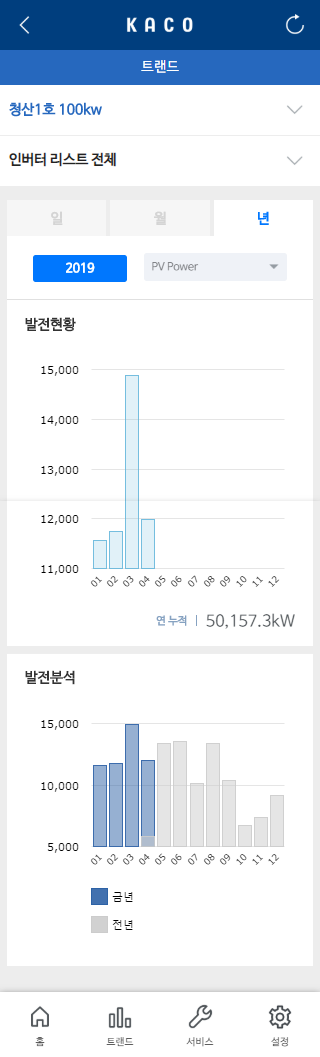 KACO
트랜드
청산1호 100kw
인버터 리스트 전체
일 월 년
2019 PV Power
발전현황
15,000
14,000
13,000
12,000
11,000
01 02 03 04 05 06 07 08 09 10 11 12
연 누적 | 50,157.3kW
발전분석
15,000
10,000
5,000
01 02 03 04 05 06 07 08 09 10 11 12
금년
전년
홈 트랜드 서비스 설정